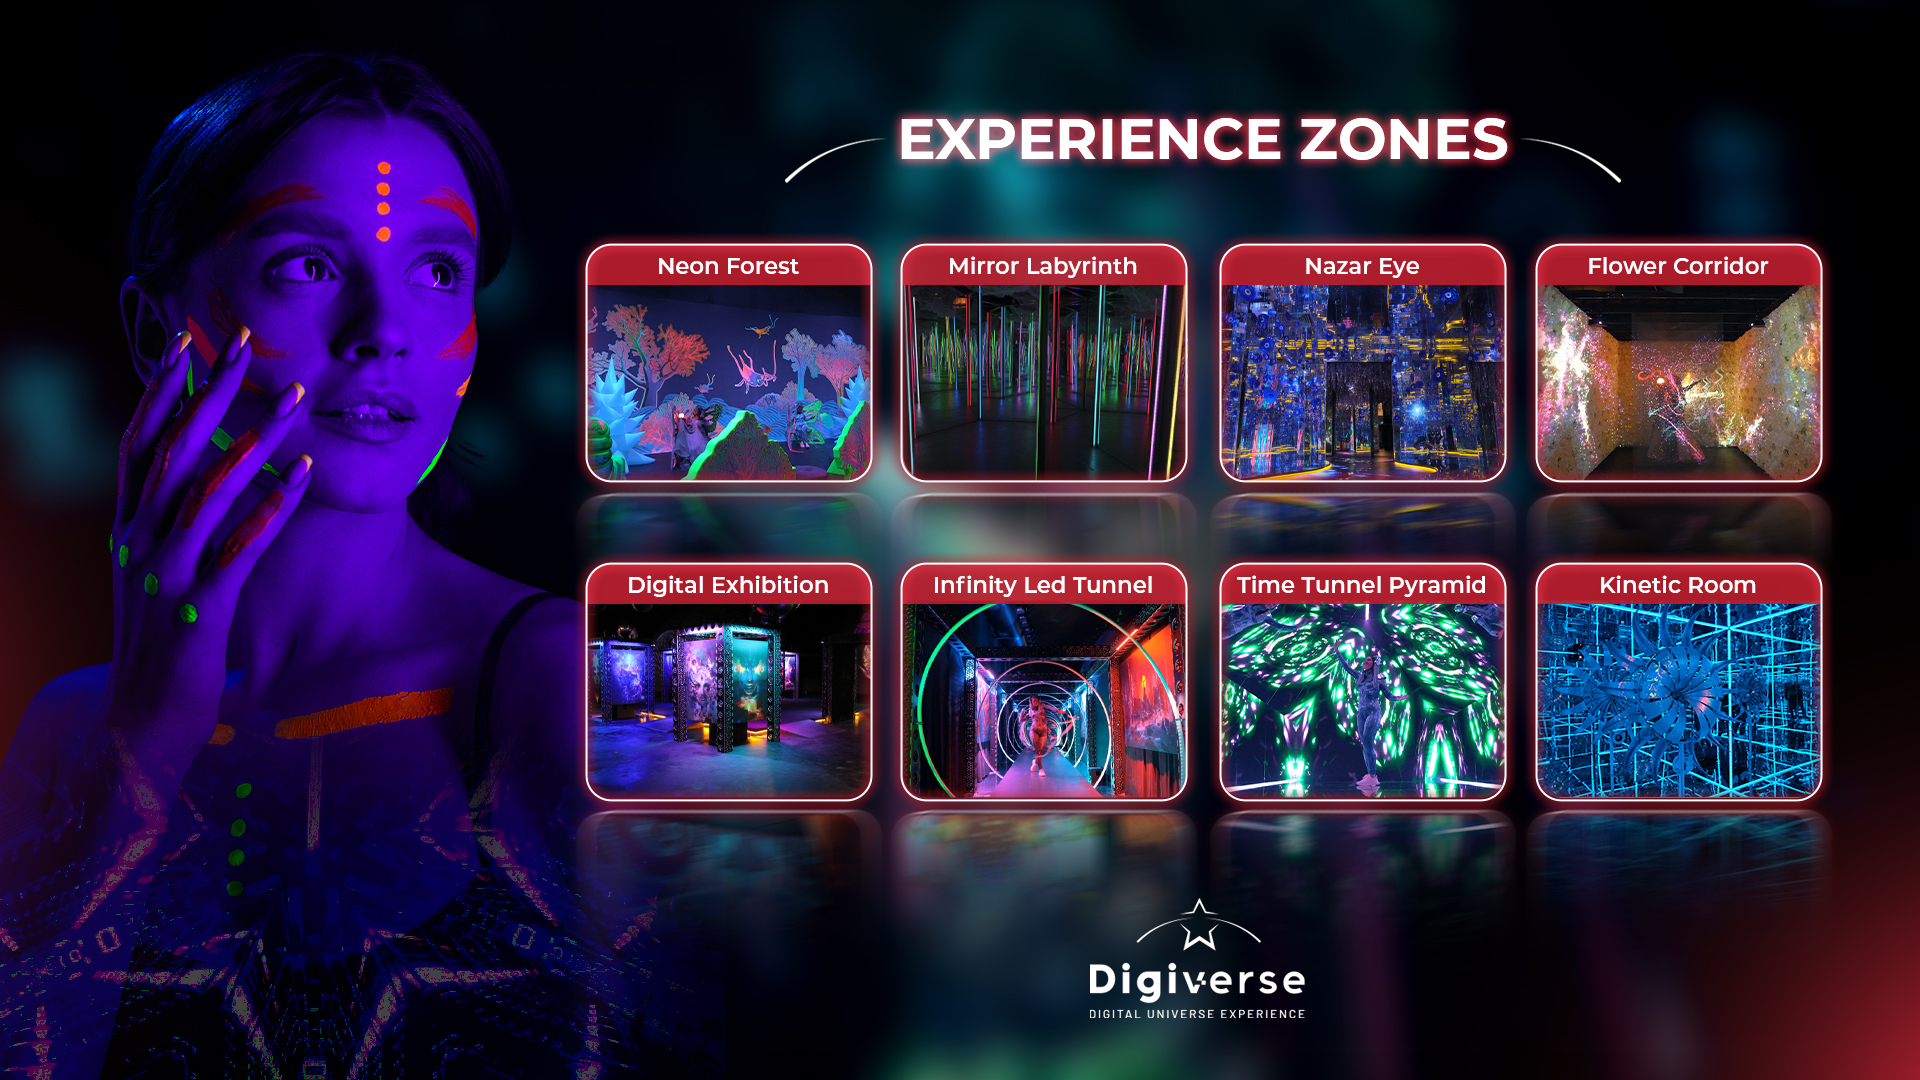 EXPERIENCE ZONES
Neon Forest
Mirror Labyrinth
Nazar Eye
Flower Corridor
Digital Exhibition
Infinity Led Tunnel
Time Tunnel Pyramid
Kinetic Room
Digiverse
DIGITAL UNIVERSE EXPERIENCE